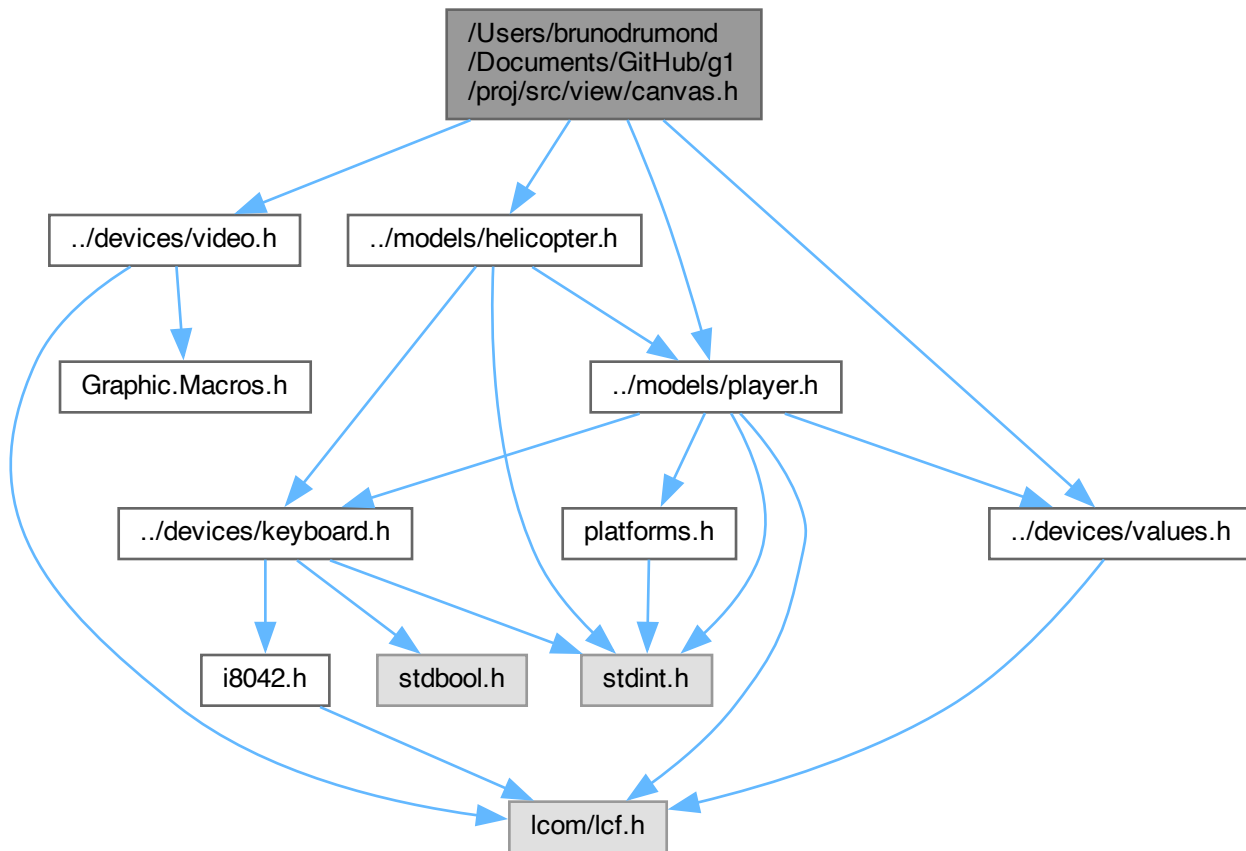 /Users/brunodrumond
/Documents/GitHub/g1
/proj/src/view/canvas.h
../devices/video.h
../models/helicopter.h
Graphic.Macros.h
../models/player.h
../devices/keyboard.h
platforms.h
../devices/values.h
i8042.h
stdbool.h
stdint.h
lcom/lcf.h